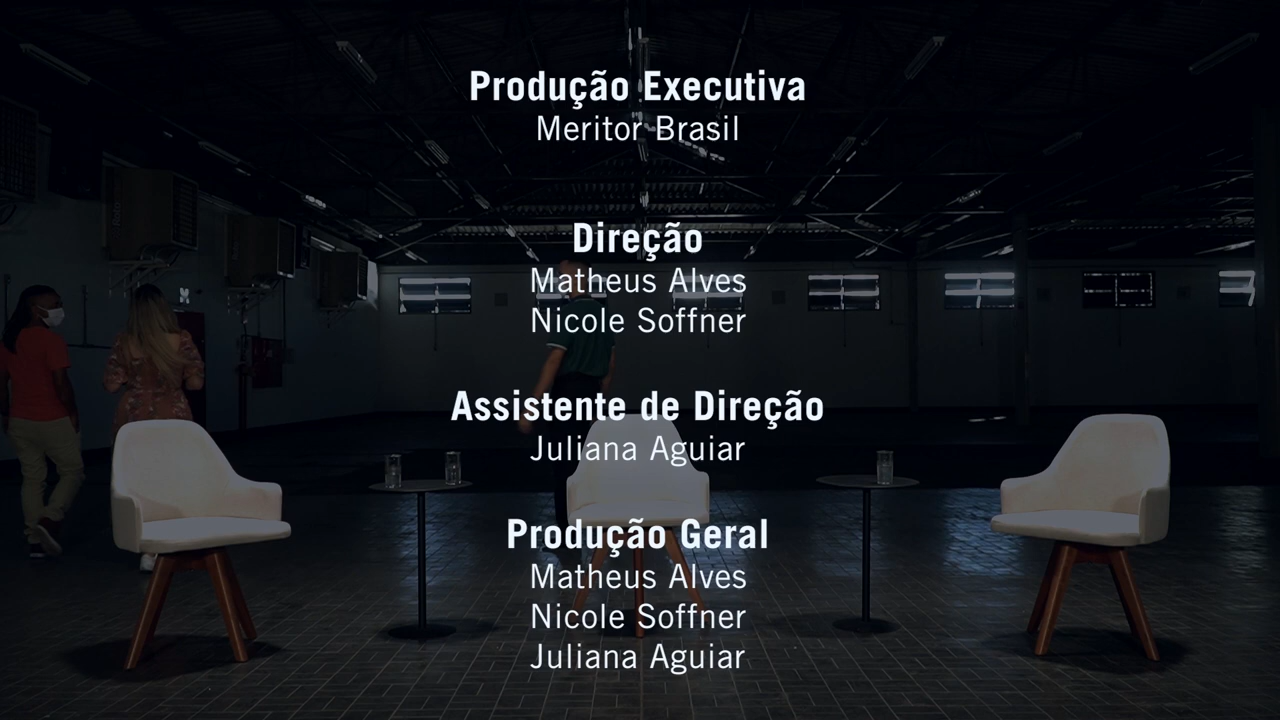 Produção Executiva
Meritor Brasil
Direção
Matheus Alves
Nicole Soffner
Assistente de Direção
Juliana Aguiar
Produção Geral
Matheus Alves
Nicole Soffner
Juliana Aguiar